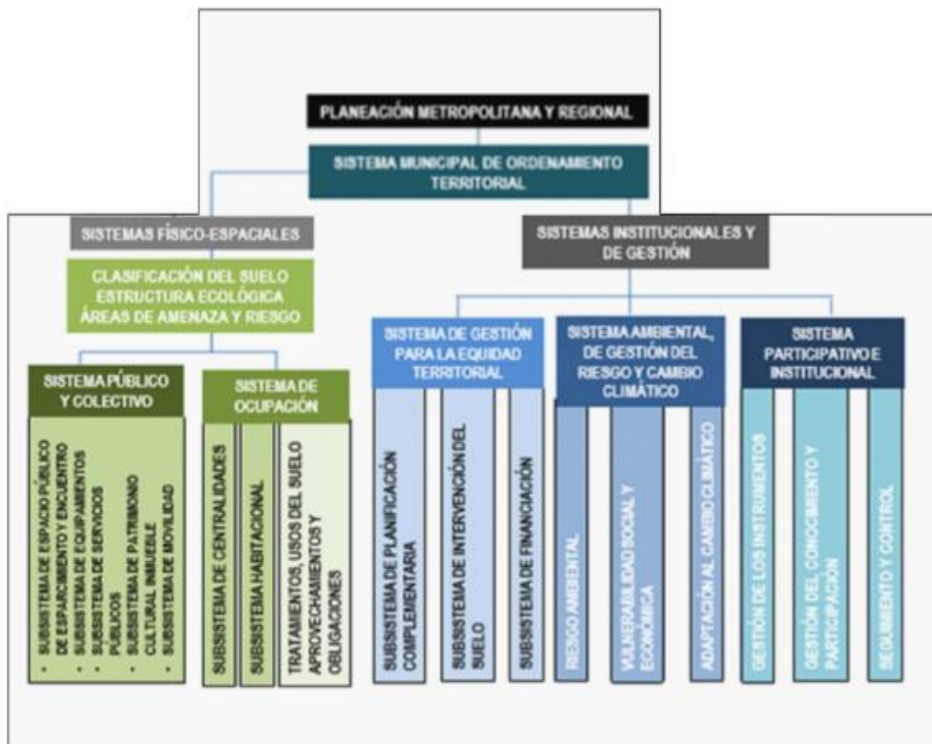 PLANEACIÓN METROPOLITANA Y REGIONAL
SISTEMA MUNICIPAL DE ORDENAMIENTO
TERRITORIAL
SISTEMAS FÍSICO-ESPACIALES
CLASIFICACIÓN DEL SUELO
ESTRUCTURA ECOLÓGICA
ÁREAS DE AMENAZA Y RIESGO
SISTEMA PÚBLICO
Y COLECTIVO
• SUBSISTEMA DE ESPACIO PÚBLICO
DE ESPARCIMIENTO Y ENCUENTRO
• SUBSISTEMA DE EQUIPAMIENTOS
• SUBSISTEMA DE SERVICIOS
PÚBLICOS
• SUBSISTEMA DE PATRIMONIO
CULTURAL INMUEBLE
• SUBSISTEMA DE MOVILIDAD
SISTEMA DE
OCUPACIÓN
SUBSISTEMA DE CENTRALIDADES
SUBSISTEMA HABITACIONAL
TRATAMIENTOS, USOS DEL SUELO
APROVECHAMIENTOS Y
OBLIGACIONES
SISTEMAS INSTITUCIONALES Y
DE GESTIÓN
SISTEMA DE GESTIÓN
PARA LA EQUIDAD
TERRITORIAL
SUBSISTEMA DE PLANIFICACIÓN
COMPLEMENTARIA
SUBSISTEMA DE INTERVENCIÓN DEL
SUELO
SUBSISTEMA DE FINANCIACIÓN
SISTEMA AMBIENTAL,
DE GESTIÓN DEL
RIESGO Y CAMBIO
CLIMÁTICO
RIESGO AMBIENTAL
VULNERABILIDAD SOCIAL Y
ECONÓMICA
ADAPTACIÓN AL CAMBIO CLIMÁTICO
SISTEMA
PARTICIPATIVO E
INSTITUCIONAL
GESTIÓN DE LOS INSTRUMENTOS
GESTIÓN DEL CONOCIMIENTO Y
PARTICIPACIÓN
SEGUIMIENTO Y CONTROL